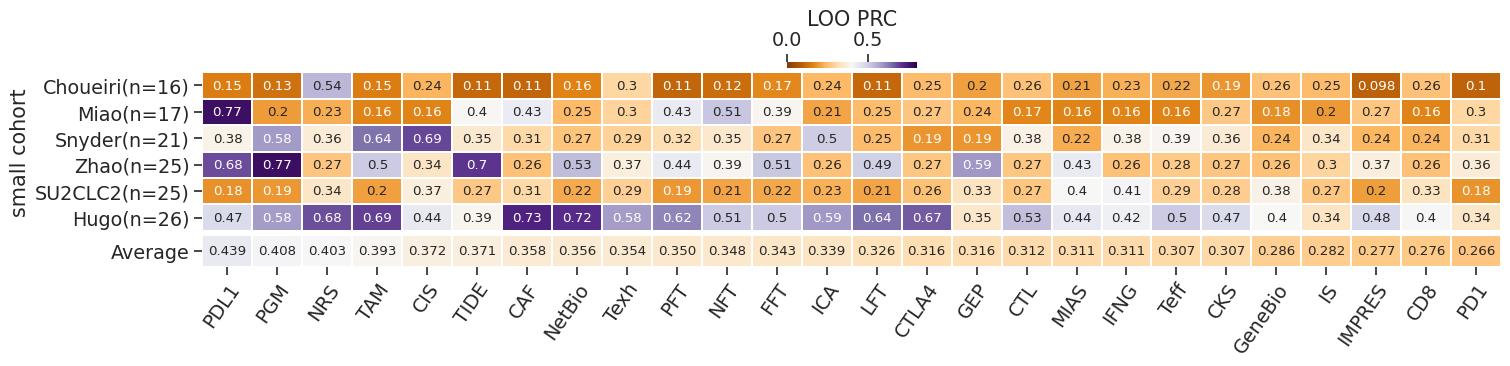 LOO PRC
0.0 0.5
small cohort
Choueiri(n=16) 0.15 0.13 0.54 0.15 0.24 0.11 0.11 0.16 0.3 0.11 0.12 0.17 0.24 0.11 0.25 0.2 0.26 0.21 0.23 0.22 0.19 0.26 0.25 0.098 0.26 0.1
Miao(n=17) 0.77 0.2 0.23 0.16 0.16 0.4 0.43 0.25 0.3 0.43 0.51 0.39 0.21 0.25 0.27 0.24 0.17 0.16 0.16 0.16 0.27 0.18 0.2 0.27 0.16 0.3
Snyder(n=21) 0.38 0.58 0.36 0.64 0.69 0.35 0.31 0.27 0.29 0.32 0.35 0.27 0.5 0.24 0.19 0.19 0.38 0.22 0.38 0.39 0.36 0.24 0.34 0.24 0.24 0.31
Zhao(n=25) 0.68 0.77 0.27 0.5 0.34 0.7 0.26 0.53 0.37 0.44 0.39 0.51 0.26 0.49 0.27 0.59 0.27 0.43 0.26 0.28 0.27 0.26 0.3 0.37 0.26 0.36
SU2CLC2(n=25) 0.18 0.19 0.34 0.2 0.37 0.27 0.31 0.22 0.29 0.19 0.21 0.22 0.23 0.21 0.26 0.33 0.27 0.4 0.41 0.29 0.28 0.38 0.27 0.2 0.33 0.18
Hugo(n=26) 0.47 0.58 0.68 0.69 0.44 0.39 0.73 0.72 0.58 0.62 0.51 0.5 0.59 0.64 0.67 0.35 0.53 0.44 0.42 0.5 0.47 0.4 0.34 0.48 0.4 0.34
Average 0.439 0.408 0.403 0.393 0.372 0.371 0.358 0.356 0.354 0.350 0.348 0.343 0.339 0.326 0.316 0.316 0.312 0.311 0.311 0.307 0.307 0.286 0.282 0.277 0.276 0.266
PDL1 PGM NRS TAM CIS TIDE CAF NetBio Texh PFT NFT FFT ICA LFT CTLA4 GEP CTL MIAS IFNG Teff CKS GeneBio IS IMPRES CD8 PD1